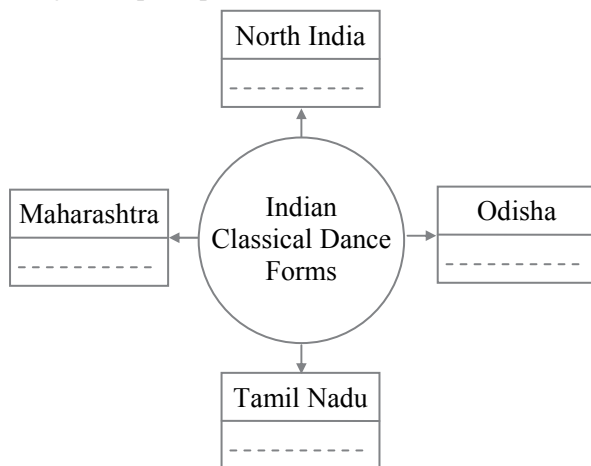 North India
Maharashtra
Indian
Classical Dance
Forms
Odisha
Tamil Nadu